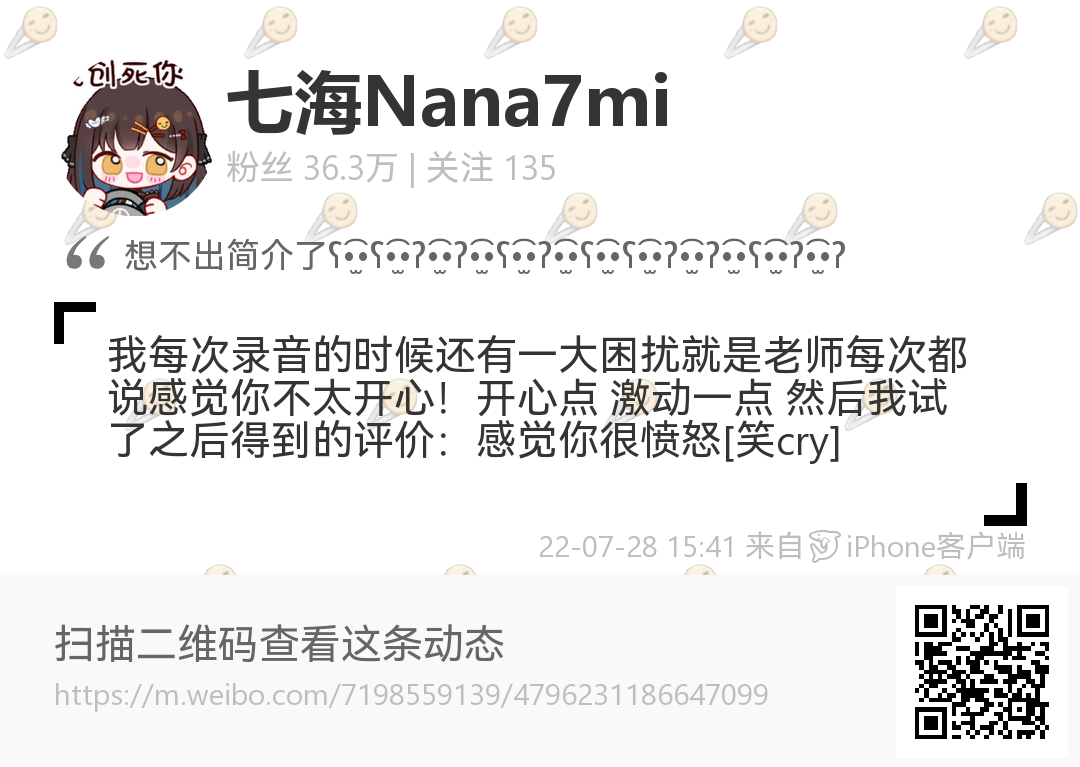 创死你
七海Nana7mi
粉丝 36.3万 | 关注 135
“ 想不出简介了ʕ•̫͡•ʕ•̫͡•ʔ•̫͡•ʔ•̫͡•ʕ•̫͡•ʔ•̫͡•ʕ•̫͡•ʕ•̫͡•ʔ•̫͡•ʔ•̫͡•ʕ•̫͡•ʔ•̫͡•ʔ
我每次录音的时候还有一大困扰就是老师每次都
说感觉你不太开心！开心点 激动一点 然后我试
了之后得到的评价：感觉你很愤怒[笑cry]
22-07-28 15:41 来自iPhone客户端
扫描二维码查看这条动态
https://m.weibo.com/7198559139/4796231186647099